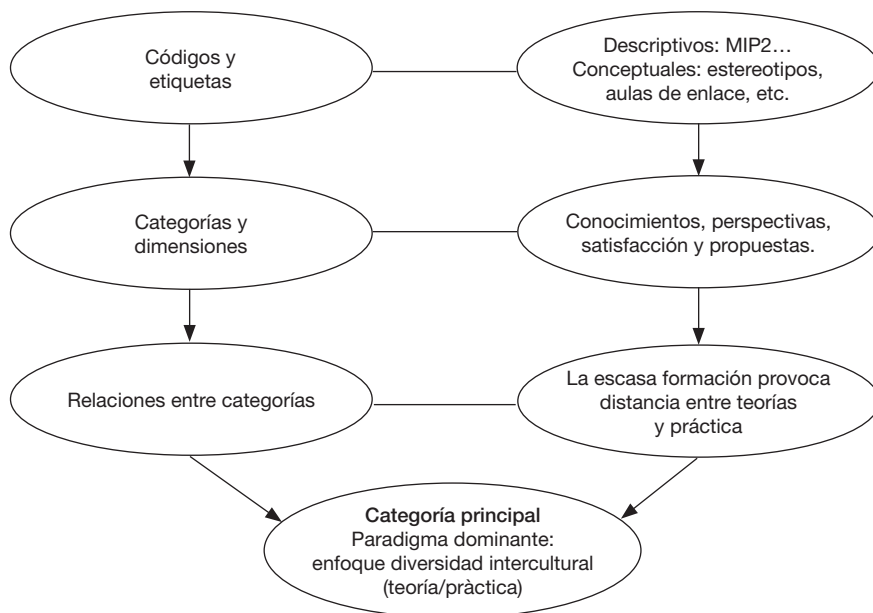 Códigos y
etiquetas
Descriptivos: MIP2…
Conceptuales: estereotipos,
aulas de enlace, etc.
Categorías y
dimensiones
Conocimientos, perspectivas,
satisfacción y propuestas.
Relaciones entre categorías
La escasa formación provoca
distancia entre teorías
y práctica
Categoría principal
Paradigma dominante:
enfoque diversidad intercultural
(teoría/pràctica)